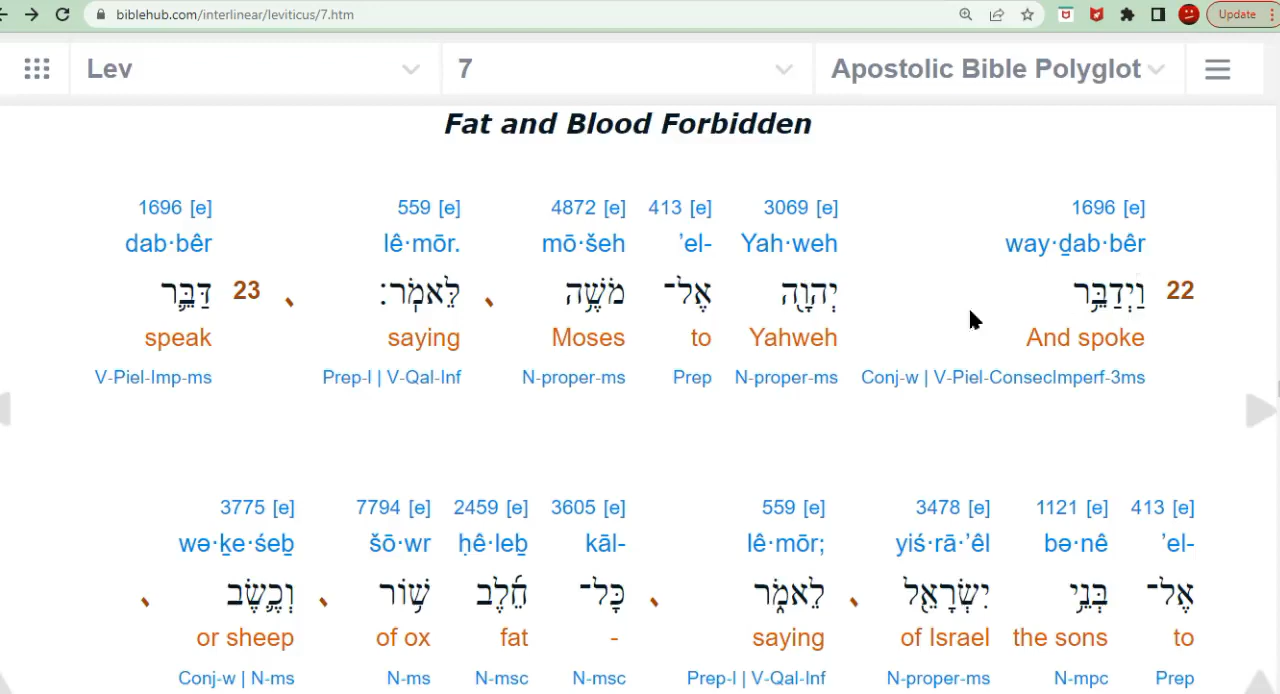 biblehub.com/interlinear/leviticus/7.htm
Update
Lev
7
Apostolic Bible Polyglot
Fat and Blood Forbidden
1696 [e] 559 [e] 4872 [e] 413 [e] 3069 [e] 1696 [e]
dab·bêr lê·mōr. mō·šeh ’el- Yah·weh way·ḏab·bêr
22 וַיְדַבֵּ֥ר יְהוָ֖ה אֶל־ מֹשֶׁ֥ה לֵּאמֹֽר׃ 23 דַּבֵּ֛ר
speak saying Moses to Yahweh And spoke
V-Piel-Imp-ms Prep-l | V-Qal-Inf N-proper-ms Prep N-proper-ms Conj-w | V-Piel-ConsecImperf-3ms
3775 [e] 7794 [e] 2459 [e] 3605 [e] 559 [e] 3478 [e] 1121 [e] 413 [e]
wə·ḵe·śeḇ šō·wr ḥê·leḇ kāl- lê·mōr; yiś·rā·’êl bə·nê ’el-
אֶל־ בְּנֵ֥י יִשְׂרָאֵ֖ל לֵאמֹ֑ר כָּל־ חֵ֜לֶב שׁ֥וֹר וְכֶ֛שֶׂב
or sheep of ox fat - saying of Israel the sons to
Conj-w | N-ms N-ms N-msc N-msc Prep-l | V-Qal-Inf N-proper-ms N-mpc Prep